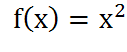 f(x) = x²